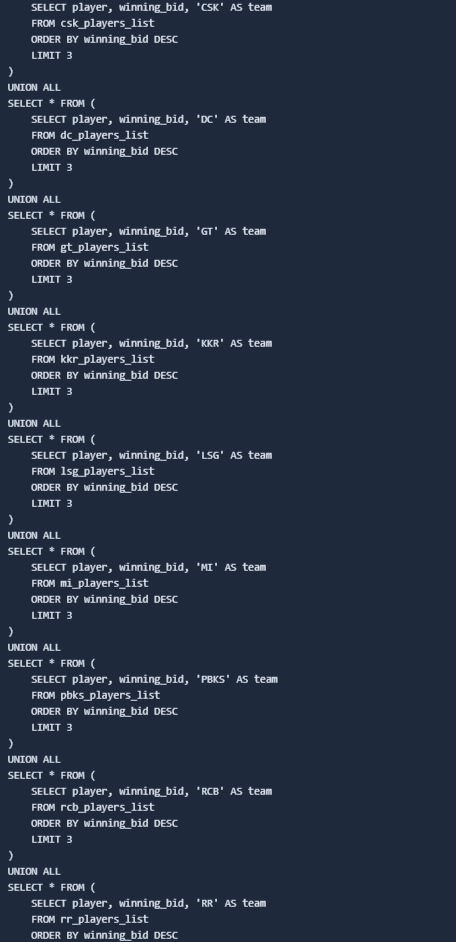 SELECT player, winning_bid, 'CSK' AS team
    FROM csk_players_list
    ORDER BY winning_bid DESC
    LIMIT 3
)
UNION ALL
SELECT * FROM (
    SELECT player, winning_bid, 'DC' AS team
    FROM dc_players_list
    ORDER BY winning_bid DESC
    LIMIT 3
)
UNION ALL
SELECT * FROM (
    SELECT player, winning_bid, 'GT' AS team
    FROM gt_players_list
    ORDER BY winning_bid DESC
    LIMIT 3
)
UNION ALL
SELECT * FROM (
    SELECT player, winning_bid, 'KKR' AS team
    FROM kkr_players_list
    ORDER BY winning_bid DESC
    LIMIT 3
)
UNION ALL
SELECT * FROM (
    SELECT player, winning_bid, 'LSG' AS team
    FROM lsg_players_list
    ORDER BY winning_bid DESC
    LIMIT 3
)
UNION ALL
SELECT * FROM (
    SELECT player, winning_bid, 'MI' AS team
    FROM mi_players_list
    ORDER BY winning_bid DESC
    LIMIT 3
)
UNION ALL
SELECT * FROM (
    SELECT player, winning_bid, 'PBKS' AS team
    FROM pbks_players_list
    ORDER BY winning_bid DESC
    LIMIT 3
)
UNION ALL
SELECT * FROM (
    SELECT player, winning_bid, 'RCB' AS team
    FROM rcb_players_list
    ORDER BY winning_bid DESC
    LIMIT 3
)
UNION ALL
SELECT * FROM (
    SELECT player, winning_bid, 'RR' AS team
    FROM rr_players_list
    ORDER BY winning_bid DESC